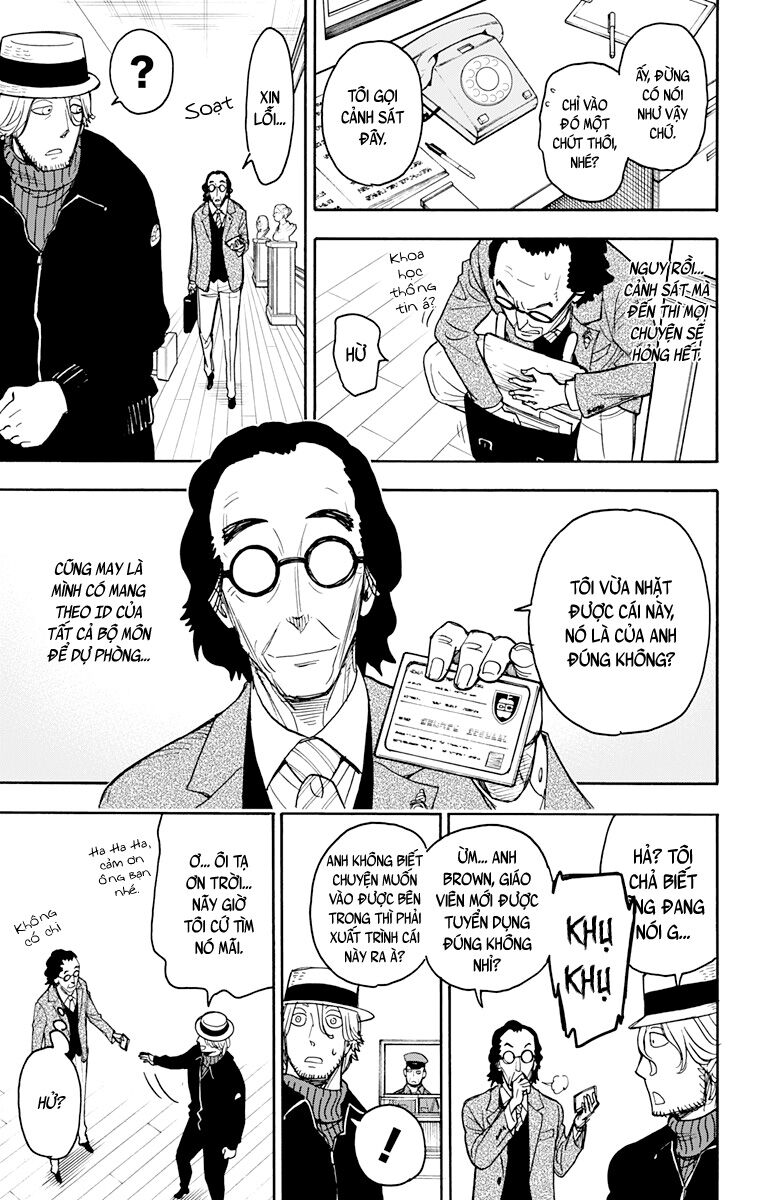 ẤY, ĐỪNG
CÓ NÓI
NHƯ VẬY
CHỨ.
CHỈ VÀO
ĐÓ MỘT
CHÚT THÔI,
NHÉ?
TÔI GỌI
CẢNH SÁT
ĐÂY.
XIN
LỖI...
Soạt
?
NGUY RỒI...
CẢNH SÁT MÀ
ĐẾN THÌ MỌI
CHUYỆN SẼ
HỎNG HẾT.
Khoa
học
thông
tin á?
HỪ
TÔI VỪA NHẶT
ĐƯỢC CÁI NÀY,
NÓ LÀ CỦA ANH
ĐÚNG KHÔNG?
CŨNG MAY LÀ
MÌNH CÓ MANG
THEO ID CỦA
TẤT CẢ BỘ MÔN
ĐỂ DỰ PHÒNG...
HẢ? TÔI
CHẢ BIẾT
ĐANG
NÓI G...
KHỤ
KHỤ
ỪM... ANH
BROWN, GIÁO
VIÊN MỚI ĐƯỢC
TUYỂN DỤNG
ĐÚNG KHÔNG
NHỈ?
ANH KHÔNG BIẾT
CHUYỆN MUỐN
VÀO ĐƯỢC BÊN
TRONG THÌ PHẢI
XUẤT TRÌNH CÁI
NÀY RA À?
!
Ơ... ÔI TẠ
ƠN TRỜI...
NÃY GIỜ
TÔI CỨ TÌM
NÓ MÃI.
Ha Ha Ha,
cảm ơn
ông bạn
nhé.
Không
có chi
HỬ?